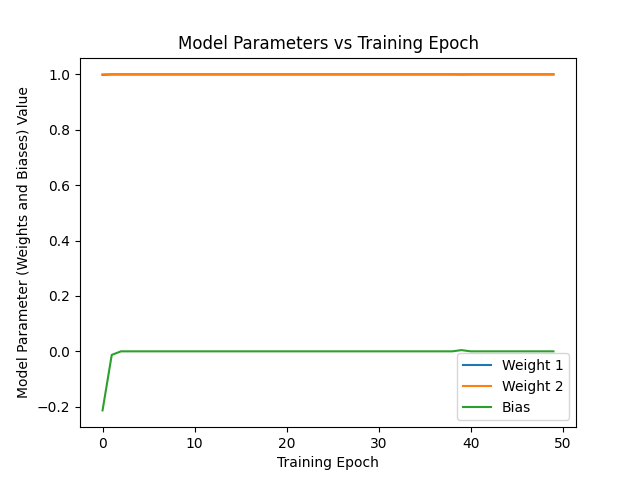 Model Parameters vs Training Epoch
Model Parameter (Weights and Biases) Value
1.0
0.8
0.6
0.4
0.2
0.0
−0.2
Weight 1
Weight 2
Bias
0 10 20 30 40 50
Training Epoch